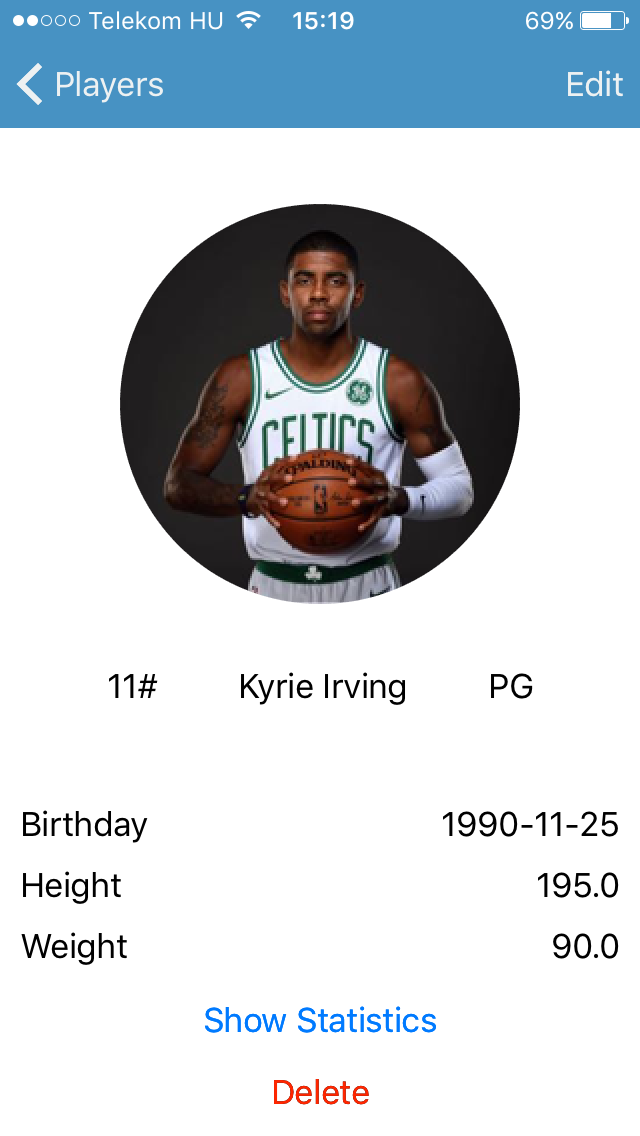 Telekom HU 15:19 69%
Players Edit
CELTICS
SPALDING
11# Kyrie Irving PG
Birthday 1990-11-25
Height 195.0
Weight 90.0
Show Statistics
Delete